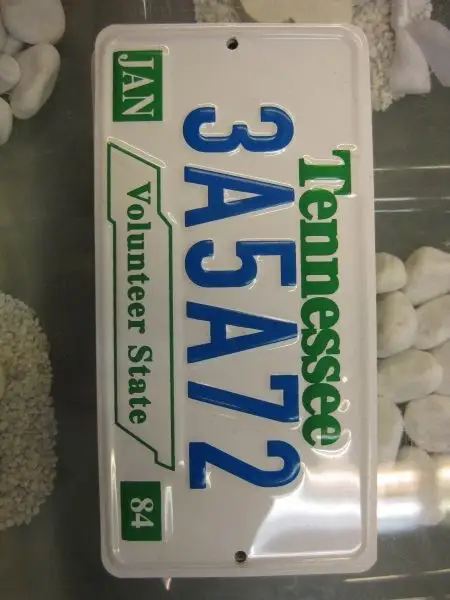 Tennessee
3A5A72
JAN
Volunteer State
84